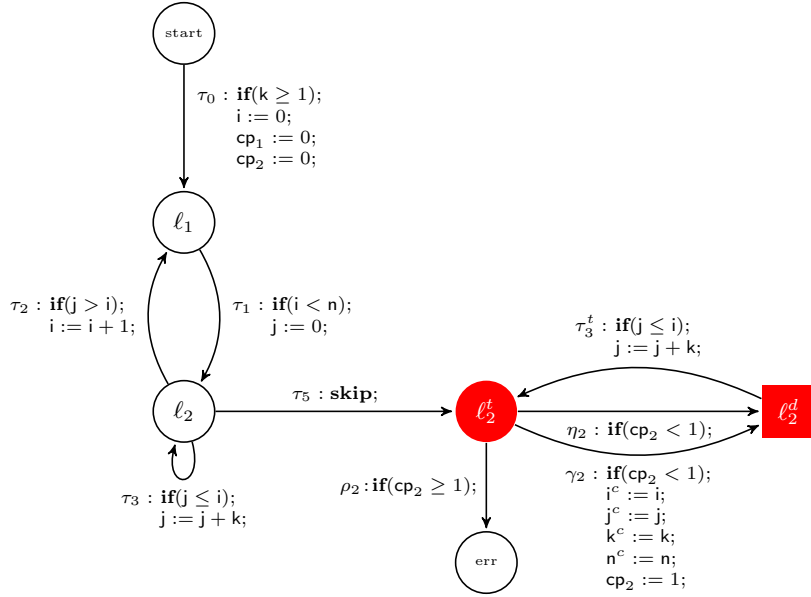 start
τ₀ : if(k ≥ 1);
i := 0;
cp₁ := 0;
cp₂ := 0;
ℓ₁
τ₂ : if(j > i);
i := i + 1;
τ₁ : if(i < n);
j := 0;
τ₃ᵗ : if(j ≤ i);
j := j + k;
ℓ₂
τ₅ : skip;
ℓ₂ᵗ
ℓ₂ᵈ
η₂ : if(cp₂ < 1);
τ₃ : if(j ≤ i);
j := j + k;
ρ₂ : if(cp₂ ≥ 1);
γ₂ : if(cp₂ < 1);
iᶜ := i;
jᶜ := j;
kᶜ := k;
nᶜ := n;
cp₂ := 1;
err